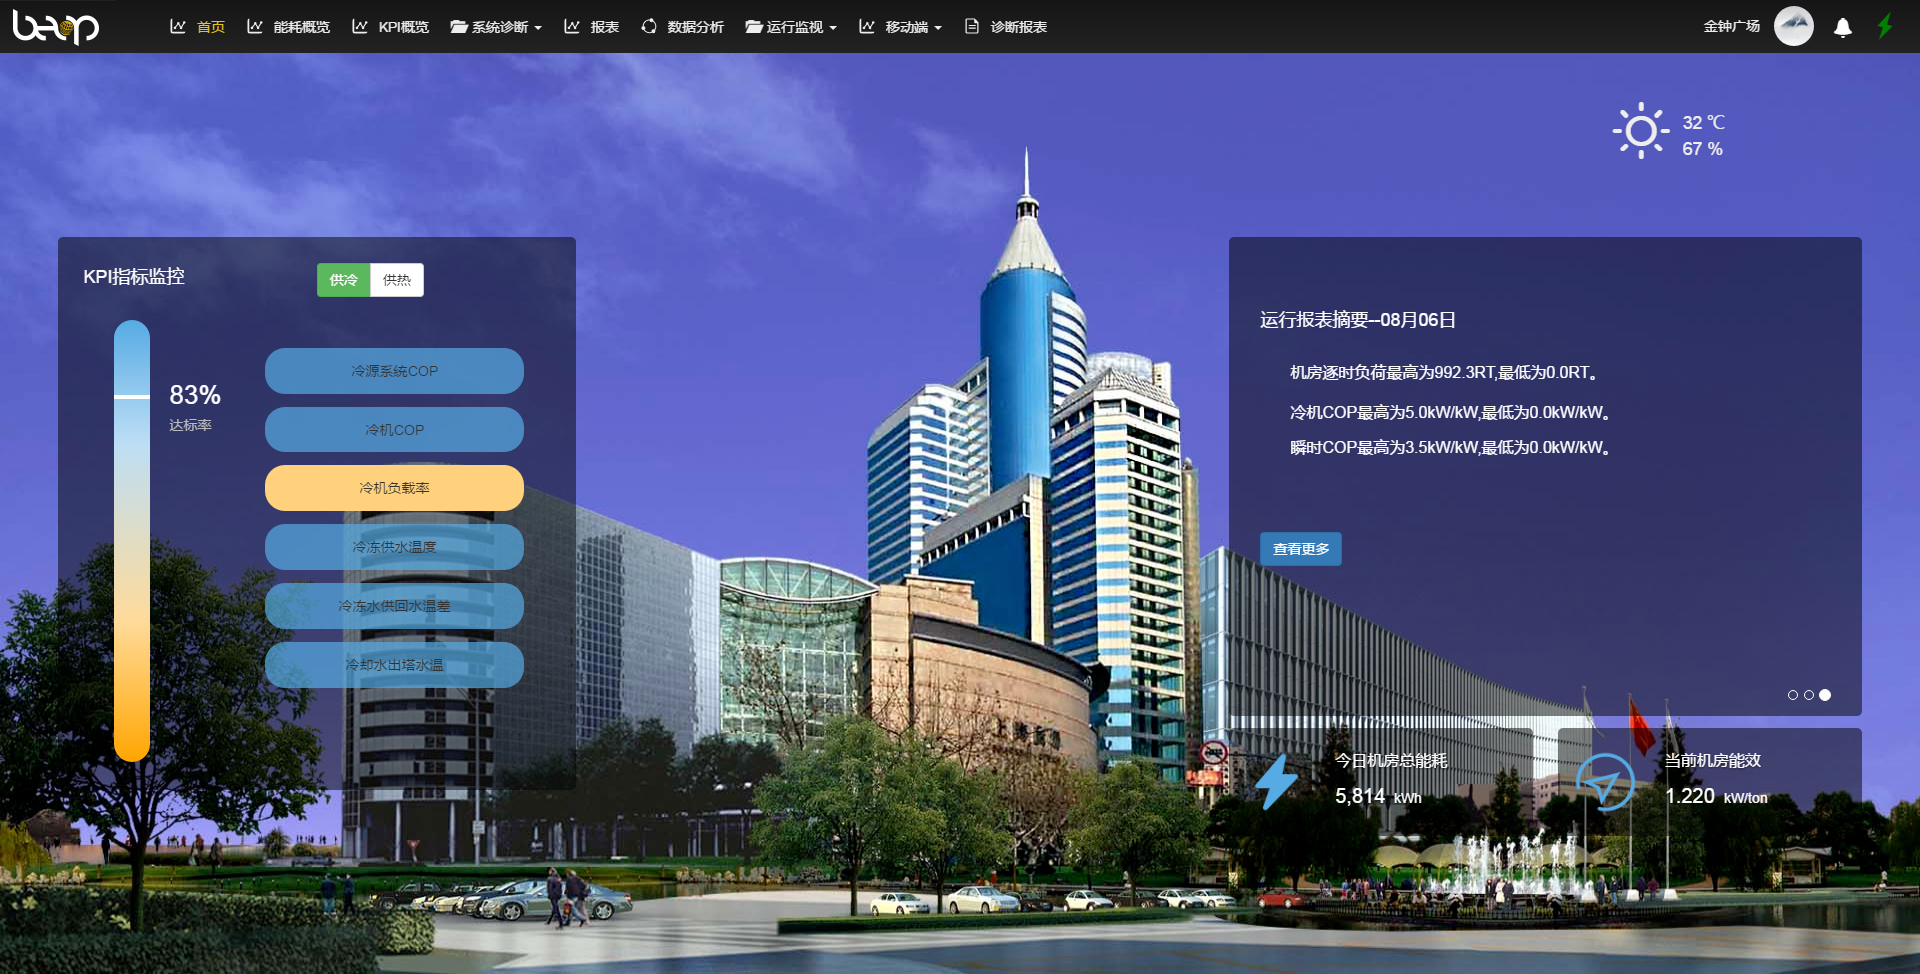 beop
首页 能耗概览 KPI概览 系统诊断 报表 数据分析 运行监视 移动端 诊断报表 金钟广场
32 ℃
67 %
KPI指标监控 供冷 供热
83%
达标率
冷源系统COP
冷机COP
冷机负载率
冷冻供水温度
冷冻水供回水温差
冷却水出塔水温
运行报表摘要--08月06日
机房逐时负荷最高为992.3RT,最低为0.0RT。
冷机COP最高为5.0kW/kW,最低为0.0kW/kW。
瞬时COP最高为3.5kW/kW,最低为0.0kW/kW。
查看更多
今日机房总能耗
5,814 kWh
当前机房能效
1.220 kW/ton